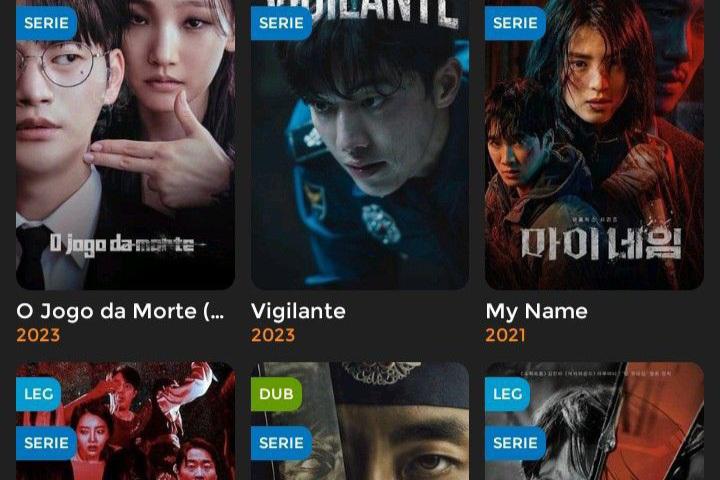 SERIE
SERIE
SERIE
VIGILANTE
O jogo da morte
마이네임
O Jogo da Morte (...
Vigilante
My Name
2023
2023
2021
LEG
DUB
LEG
SERIE
SERIE
SERIE